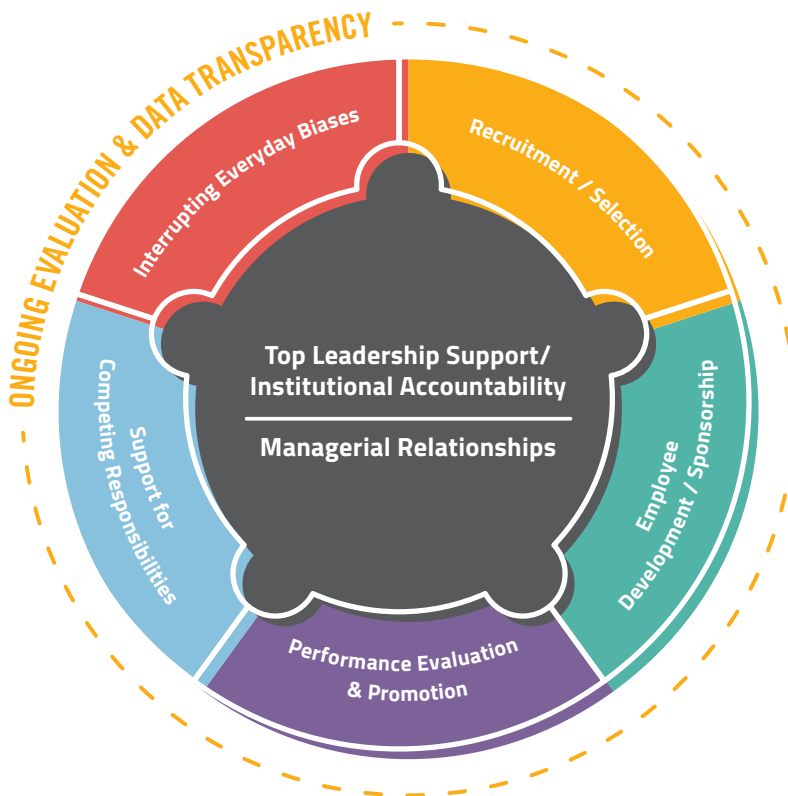 ONGOING EVALUATION & DATA TRANSPARENCY
Interrupting Everyday Biases
Recruitment / Selection
Top Leadership Support/
Institutional Accountability
Managerial Relationships
Support for
Competing Responsibilities
Employee
Development / Sponsorship
Performance Evaluation
& Promotion